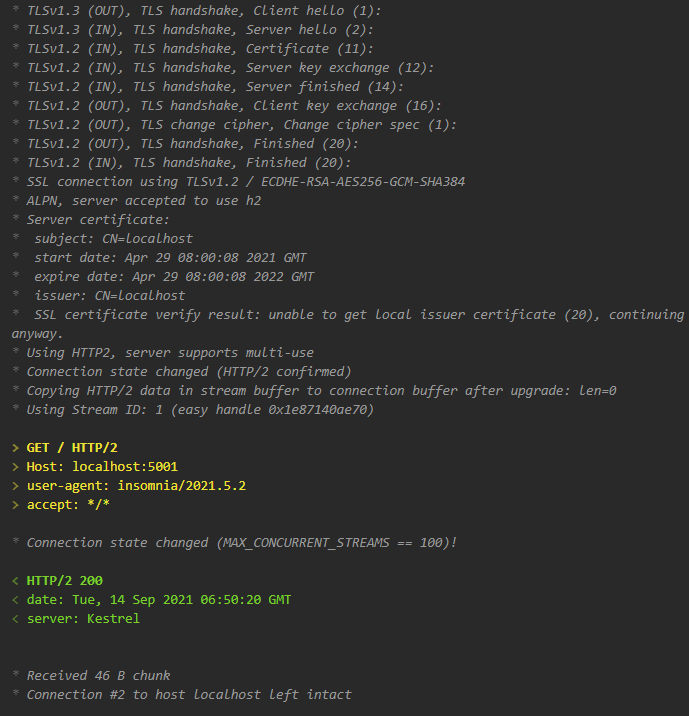 * TLSv1.3 (OUT), TLS handshake, Client hello (1):
* TLSv1.3 (IN), TLS handshake, Server hello (2):
* TLSv1.2 (IN), TLS handshake, Certificate (11):
* TLSv1.2 (IN), TLS handshake, Server key exchange (12):
* TLSv1.2 (IN), TLS handshake, Server finished (14):
* TLSv1.2 (OUT), TLS handshake, Client key exchange (16):
* TLSv1.2 (OUT), TLS change cipher, Change cipher spec (1):
* TLSv1.2 (OUT), TLS handshake, Finished (20):
* TLSv1.2 (IN), TLS handshake, Finished (20):
* SSL connection using TLSv1.2 / ECDHE-RSA-AES256-GCM-SHA384
* ALPN, server accepted to use h2
* Server certificate:
*  subject: CN=localhost
*  start date: Apr 29 08:00:08 2021 GMT
*  expire date: Apr 29 08:00:08 2022 GMT
*  issuer: CN=localhost
*  SSL certificate verify result: unable to get local issuer certificate (20), continuing
anyway.
* Using HTTP2, server supports multi-use
* Connection state changed (HTTP/2 confirmed)
* Copying HTTP/2 data in stream buffer to connection buffer after upgrade: len=0
* Using Stream ID: 1 (easy handle 0x1e87140ae70)
> GET / HTTP/2
> Host: localhost:5001
> user-agent: insomnia/2021.5.2
> accept: */*
* Connection state changed (MAX_CONCURRENT_STREAMS == 100)!
< HTTP/2 200
< date: Tue, 14 Sep 2021 06:50:20 GMT
< server: Kestrel
* Received 46 B chunk
* Connection #2 to host localhost left intact